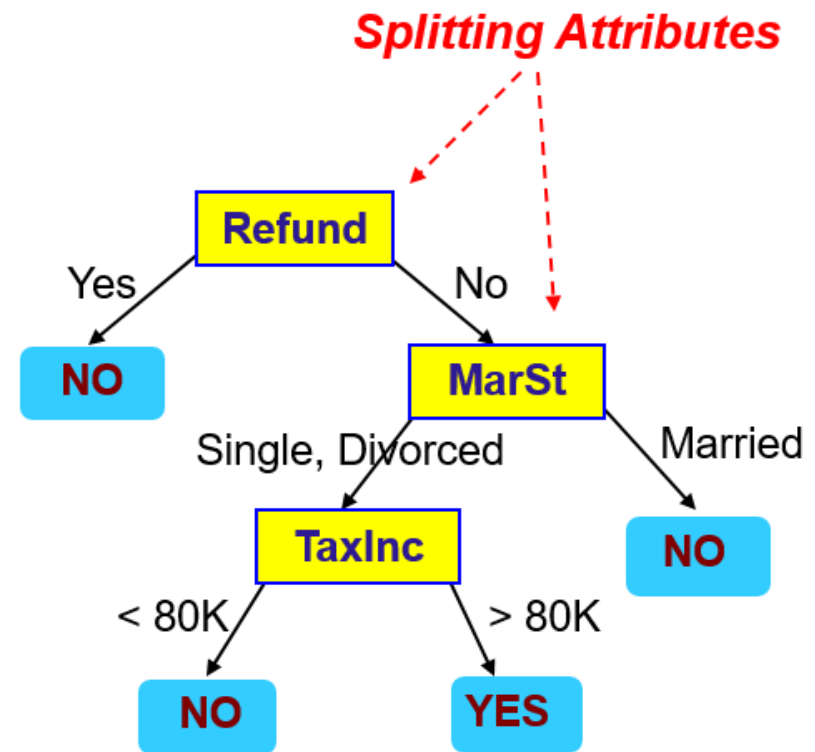 Splitting Attributes
Refund
Yes
No
NO
MarSt
Single, Divorced
Married
TaxInc
NO
< 80K
> 80K
NO
YES